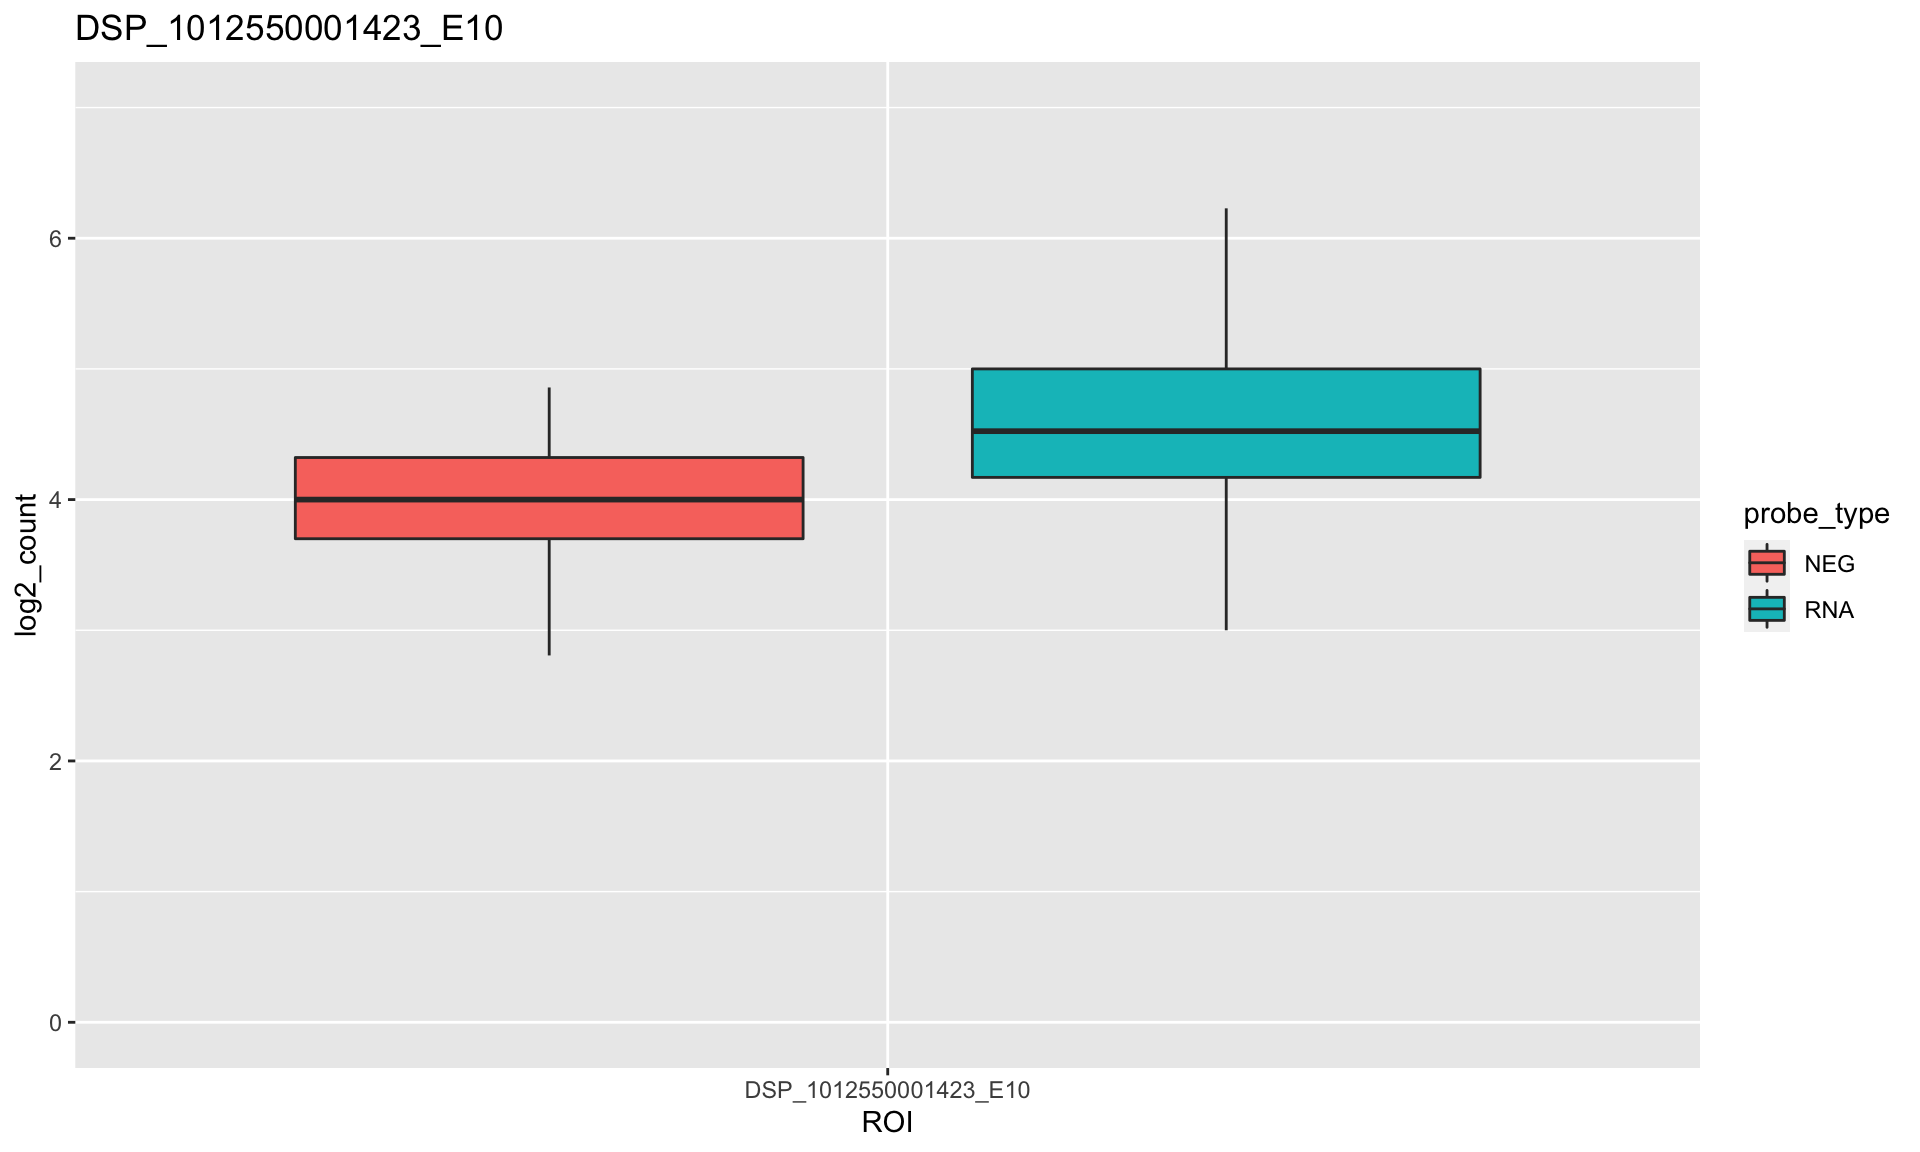 DSP_1012550001423_E10
log2_count
6
4
2
0
DSP_1012550001423_E10
ROI
probe_type
NEG
RNA